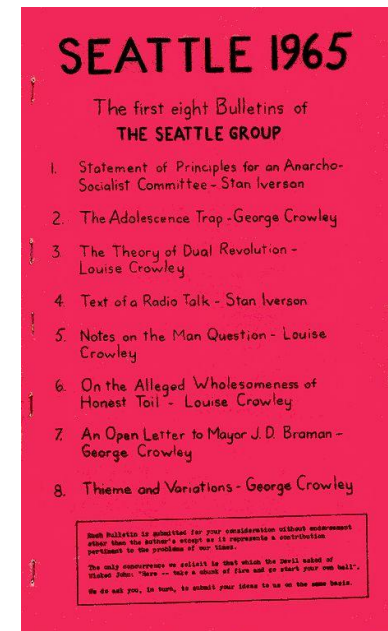 SEATTLE 1965
The first eight Bulletins of
THE SEATTLE GROUP
1. Statement of Principles for an Anarcho-
Socialist Committee - Stan Iverson
2. The Adolescence Trap - George Crowley
3. The Theory of Dual Revolution -
Louise Crowley
4. Text of a Radio Talk - Stan Iverson
5. Notes on the Man Question - Louise
Crowley
6. On the Alleged Wholesomeness of
Honest Toil - Louise Crowley
7. An Open Letter to Mayor J. D. Braman -
George Crowley
8. Thieme and Variations - George Crowley
Each Bulletin is submitted for your consideration without endorsement
other than the author's except as it represents a contribution
pertinent to the problems of our times.
The only concurrence we solicit is that which the Devil asked of
Wicked John: "Here -- take a chunk of fire and go start your own hell".
We do ask you, in turn, to submit your ideas to us on the same basis.